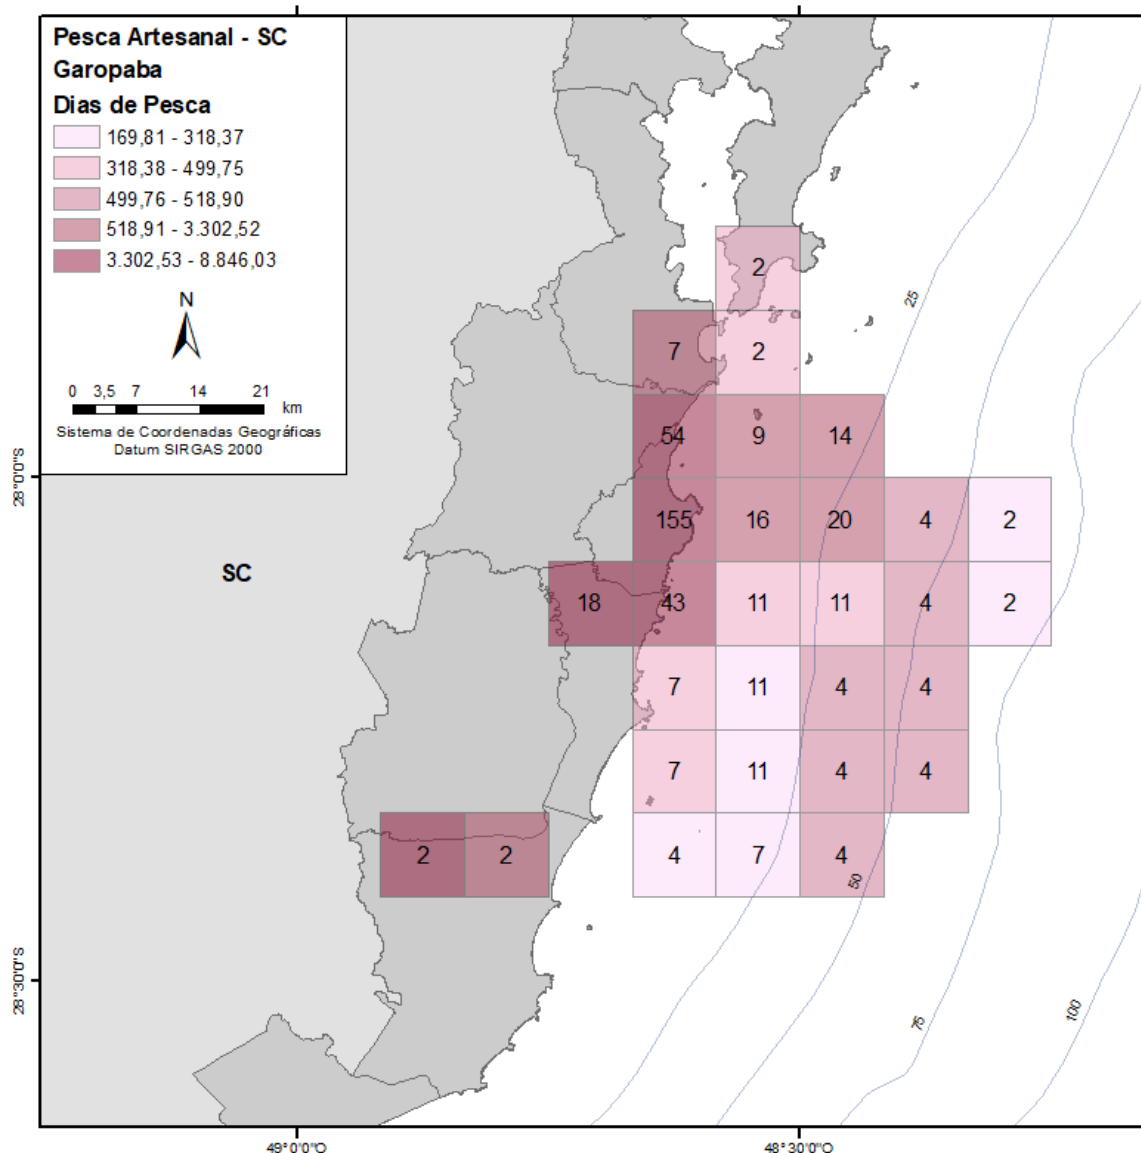 Pesca Artesanal - SC
Garopaba
Dias de Pesca
169,81 - 318,37
318,38 - 499,75
499,76 - 518,90
518,91 - 3.302,52
3.302,53 - 8.846,03
N
0 3,5 7 14 21
km
Sistema de Coordenadas Geográficas
Datum SIRGAS 2000
2
25
7 2
54 9 14
28°0'0"S
155 16 20 4 2
SC
18 43 11 11 4 2
7 11 4 4
7 11 4 4
2 2 4 7 4
50
28°30'0"S
75
100
49°0'0"O 48°30'0"O